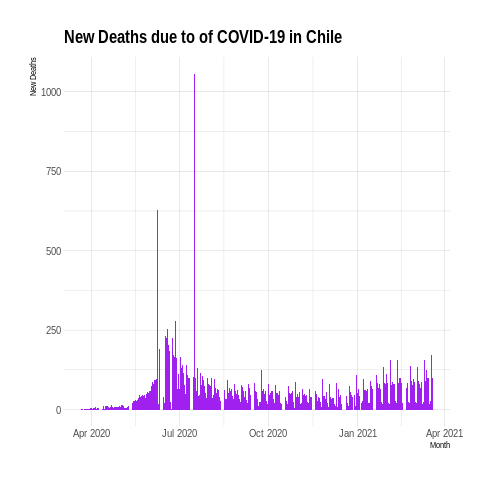 New Deaths due to of COVID-19 in Chile
New Deaths
1000
750
500
250
0
Apr 2020
Jul 2020
Oct 2020
Jan 2021
Apr 2021
Month